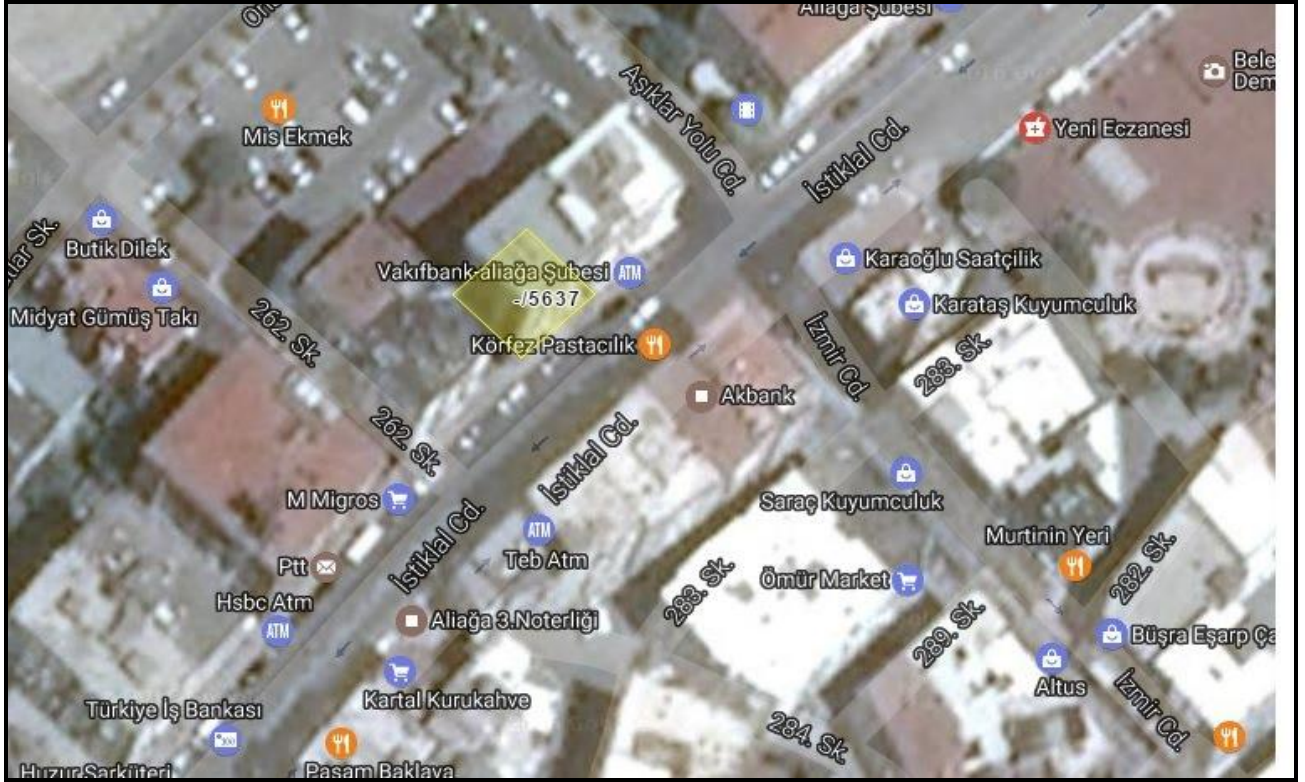 Aliağa Şubesi
Bele
Dem
Aşıklar Yolu Cd.
Mis Ekmek
Yeni Eczanesi
İstiklal Cd.
Butik Dilek
Karaoğlu Saatçilik
Vakıfbank-aliağa Şubesi
ATM
-/5637
Karataş Kuyumculuk
Midyat Gümüş Takı
262. Sk.
Körfez Pastacılık
İzmir Cd.
283. Sk.
Akbank
262. Sk.
İstiklal Cd.
M Migros
Saraç Kuyumculuk
İstiklal Cd.
ATM
Teb Atm
Murtinin Yeri
Ptt
283. Sk.
Ömür Market
282. Sk.
Hsbc Atm
ATM
Aliağa 3.Noterliği
289. Sk.
Büşra Eşarp Ça
Kartal Kurukahve
Altus
İzmir Cd.
Türkiye İş Bankası
284. Sk.
Huzur Şarküteri
Paşam Baklava